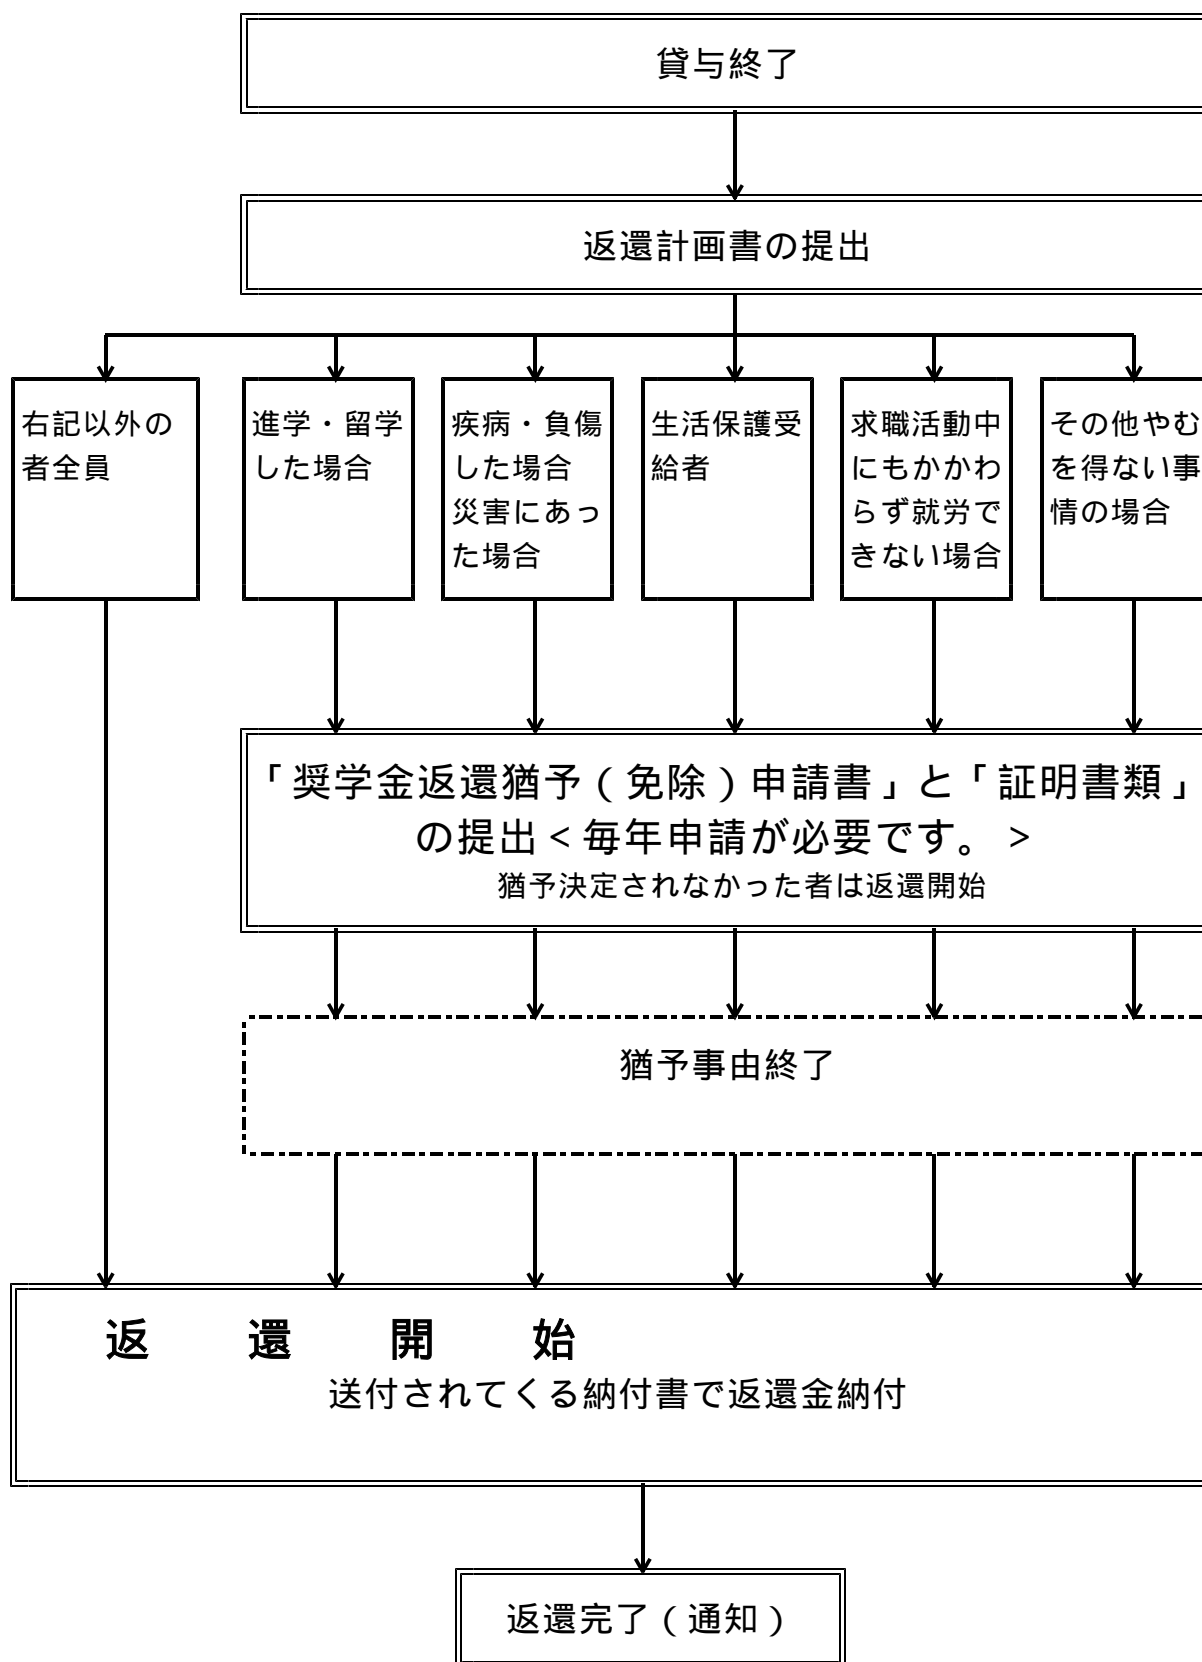 貸与終了
返還計画書の提出
右記以外の
者全員
進学・留学
した場合
疾病・負傷
した場合
災害にあっ
た場合
生活保護受
給者
求職活動中
にもかかわ
らず就労で
きない場合
その他やむ
を得ない事
情の場合
「奨学金返還猶予(免除)申請書」と「証明書類」
の提出<毎年申請が必要です。>
猶予決定されなかった者は返還開始
猶予事由終了
返 還 開 始
送付されてくる納付書で返還金納付
返還完了(通知)